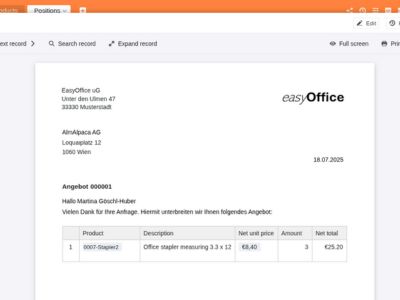 Positions
Edit
ext record
Search record
Expand record
Full screen
EasyOffice uG
Unter den Ulmen 47
33330 Musterstadt
easyOffice
AlmAlpaca AG
Loquaiplatz 12
1060 Wien
18.07.2025
Angebot 000001
Hallo Martina Göschl-Huber
Vielen Dank für Ihre Anfrage. Hiermit unterbreiten wir Ihnen folgendes Angebot:
Product Description Net unit price Amount Net total
1 0007-Stapler2 Office stapler measuring 3.3 x 12 €8,40 3 €25.20